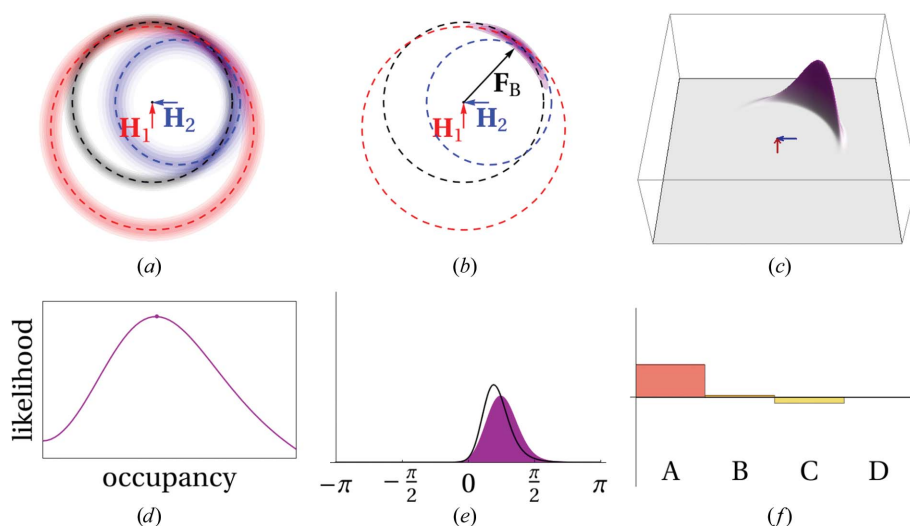 H1 H2
(a)
FB
H1 H2
(b)
(c)
likelihood
occupancy
(d)
−π −π/2 0 π/2 π
(e)
A B C D
(f)